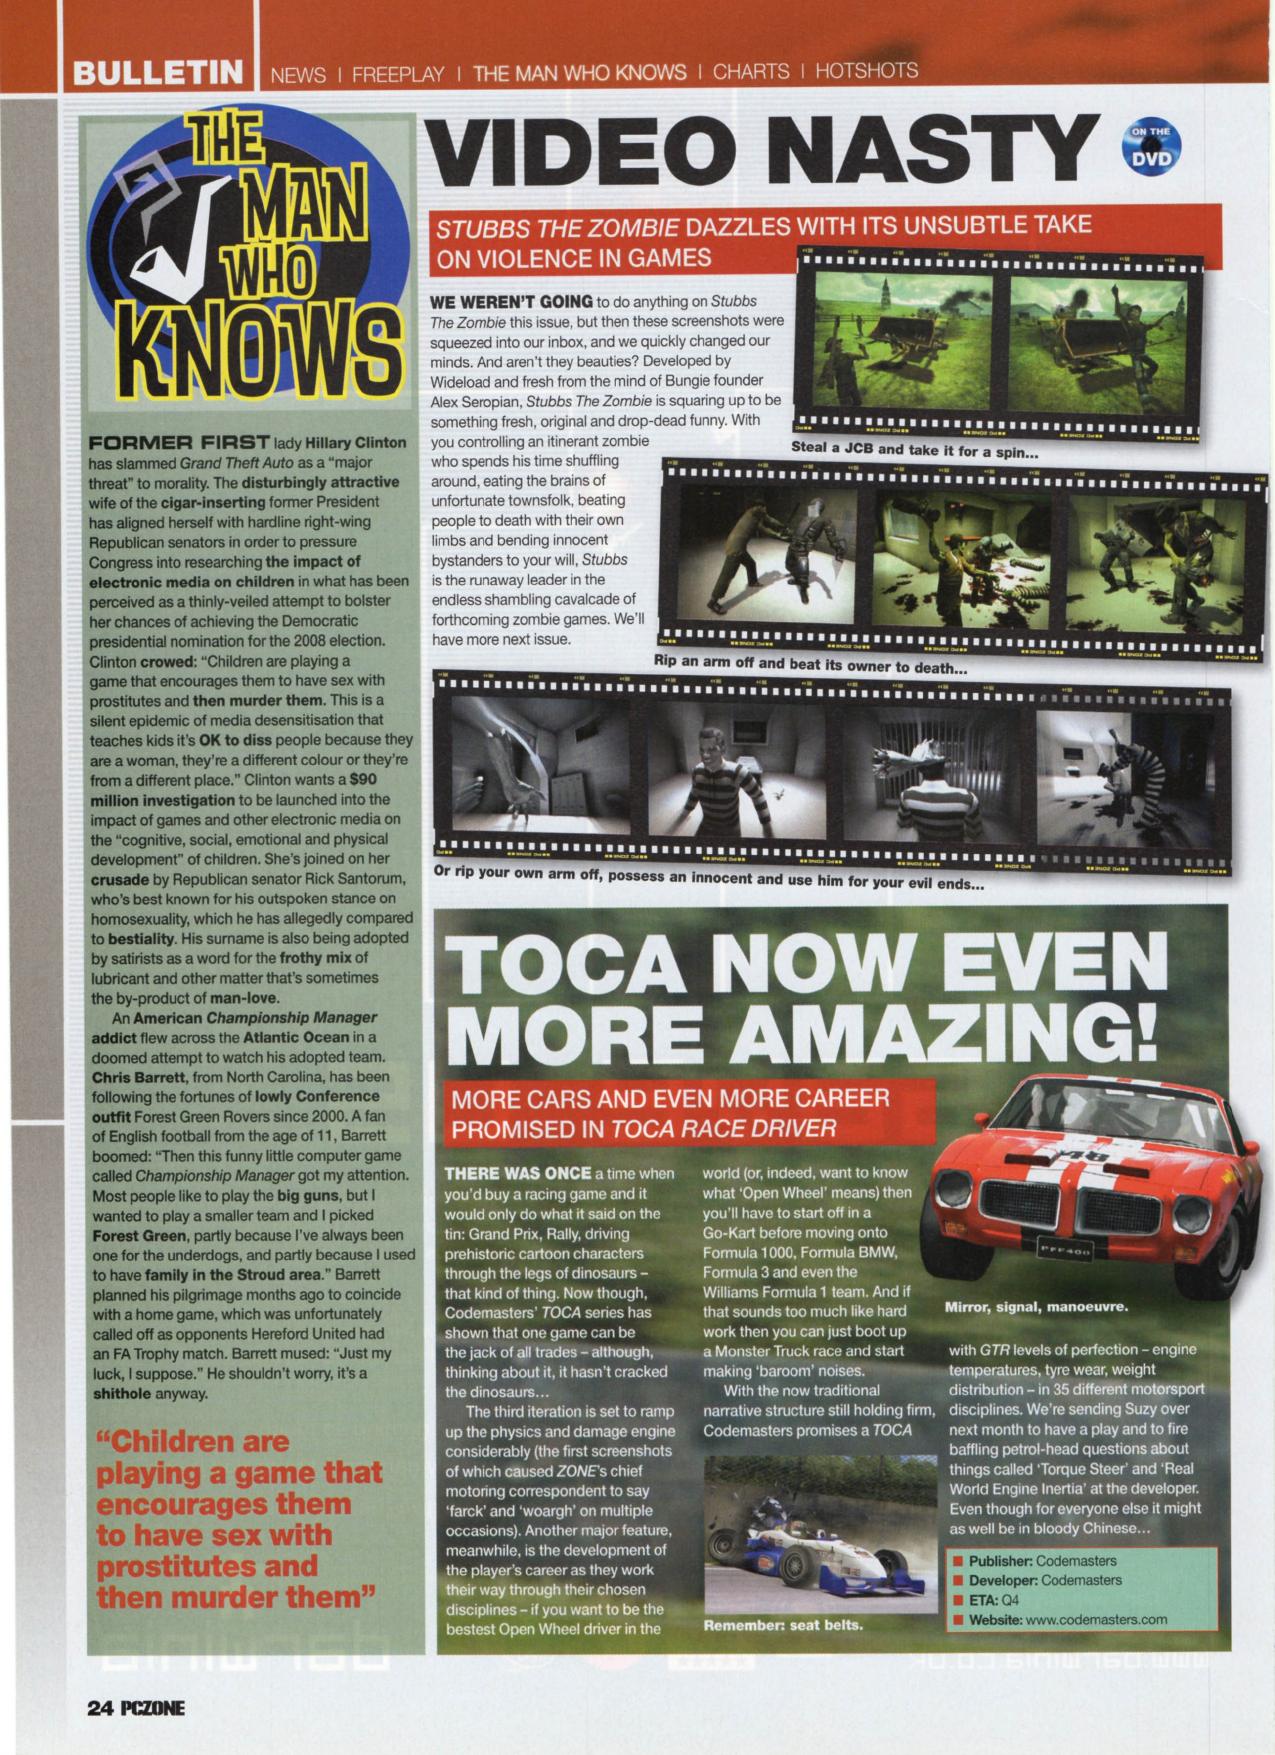 BULLETIN
NEWS | FREEPLAY | THE MAN WHO KNOWS | CHARTS | HOTSHOTS
THE
MAN
WHO
KNOWS
FORMER FIRST lady Hillary Clinton
has slammed Grand Theft Auto as a “major
threat” to morality. The disturbingly attractive
wife of the cigar-inserting former President
has aligned herself with hardline right-wing
Republican senators in order to pressure
Congress into researching the impact of
electronic media on children in what has been
perceived as a thinly-veiled attempt to bolster
her chances of achieving the Democratic
presidential nomination for the 2008 election.
Clinton crowed: “Children are playing a
game that encourages them to have sex with
prostitutes and then murder them. This is a
silent epidemic of media desensitisation that
teaches kids it’s OK to diss people because they
are a woman, they’re a different colour or they’re
from a different place.” Clinton wants a $90
million investigation to be launched into the
impact of games and other electronic media on
the “cognitive, social, emotional and physical
development” of children. She’s joined on her
crusade by Republican senator Rick Santorum,
who’s best known for his outspoken stance on
homosexuality, which he has allegedly compared
to bestiality. His surname is also being adopted
by satirists as a word for the frothy mix of
lubricant and other matter that’s sometimes
the by-product of man-love.
An American Championship Manager
addict flew across the Atlantic Ocean in a
doomed attempt to watch his adopted team.
Chris Barrett, from North Carolina, has been
following the fortunes of lowly Conference
outfit Forest Green Rovers since 2000. A fan
of English football from the age of 11, Barrett
boomed: “Then this funny little computer game
called Championship Manager got my attention.
Most people like to play the big guns, but I
wanted to play a smaller team and I picked
Forest Green, partly because I’ve always been
one for the underdogs, and partly because I used
to have family in the Stroud area.” Barrett
planned his pilgrimage months ago to coincide
with a home game, which was unfortunately
called off as opponents Hereford United had
an FA Trophy match. Barrett mused: “Just my
luck, I suppose.” He shouldn’t worry, it’s a
shithole anyway.
“Children are
playing a game that
encourages them
to have sex with
prostitutes and
then murder them”
VIDEO NASTY
ON THE
DVD
STUBBS THE ZOMBIE DAZZLES WITH ITS UNSUBTLE TAKE
ON VIOLENCE IN GAMES
WE WEREN’T GOING to do anything on Stubbs
The Zombie this issue, but then these screenshots were
squeezed into our inbox, and we quickly changed our
minds. And aren’t they beauties? Developed by
Wideload and fresh from the mind of Bungie founder
Alex Seropian, Stubbs The Zombie is squaring up to be
something fresh, original and drop-dead funny. With
you controlling an itinerant zombie
who spends his time shuffling
around, eating the brains of
unfortunate townsfolk, beating
people to death with their own
limbs and bending innocent
bystanders to your will, Stubbs
is the runaway leader in the
endless shambling cavalcade of
forthcoming zombie games. We’ll
have more next issue.
Steal a JCB and take it for a spin...
Rip an arm off and beat its owner to death...
Or rip your own arm off, possess an innocent and use him for your evil ends...
TOCA NOW EVEN
MORE AMAZING!
MORE CARS AND EVEN MORE CAREER
PROMISED IN TOCA RACE DRIVER
THERE WAS ONCE a time when
you’d buy a racing game and it
would only do what it said on the
tin: Grand Prix, Rally, driving
prehistoric cartoon characters
through the legs of dinosaurs –
that kind of thing. Now though,
Codemasters’ TOCA series has
shown that one game can be
the jack of all trades – although,
thinking about it, it hasn’t cracked
the dinosaurs...
The third iteration is set to ramp
up the physics and damage engine
considerably (the first screenshots
of which caused ZONE’s chief
motoring correspondent to say
‘farck’ and ‘woargh’ on multiple
occasions). Another major feature,
meanwhile, is the development of
the player’s career as they work
their way through their chosen
disciplines – if you want to be the
bestest Open Wheel driver in the
world (or, indeed, want to know
what ‘Open Wheel’ means) then
you’ll have to start off in a
Go-Kart before moving onto
Formula 1000, Formula BMW,
Formula 3 and even the
Williams Formula 1 team. And if
that sounds too much like hard
work then you can just boot up
a Monster Truck race and start
making ‘baroom’ noises.
With the now traditional
narrative structure still holding firm,
Codemasters promises a TOCA
Remember: seat belts.
48
PFF400
Mirror, signal, manoeuvre.
with GTR levels of perfection – engine
temperatures, tyre wear, weight
distribution – in 35 different motorsport
disciplines. We’re sending Suzy over
next month to have a play and to fire
baffling petrol-head questions about
things called ‘Torque Steer’ and ‘Real
World Engine Inertia’ at the developer.
Even though for everyone else it might
as well be in bloody Chinese...
Publisher: Codemasters
Developer: Codemasters
ETA: Q4
Website: www.codemasters.com
24 PCZONE